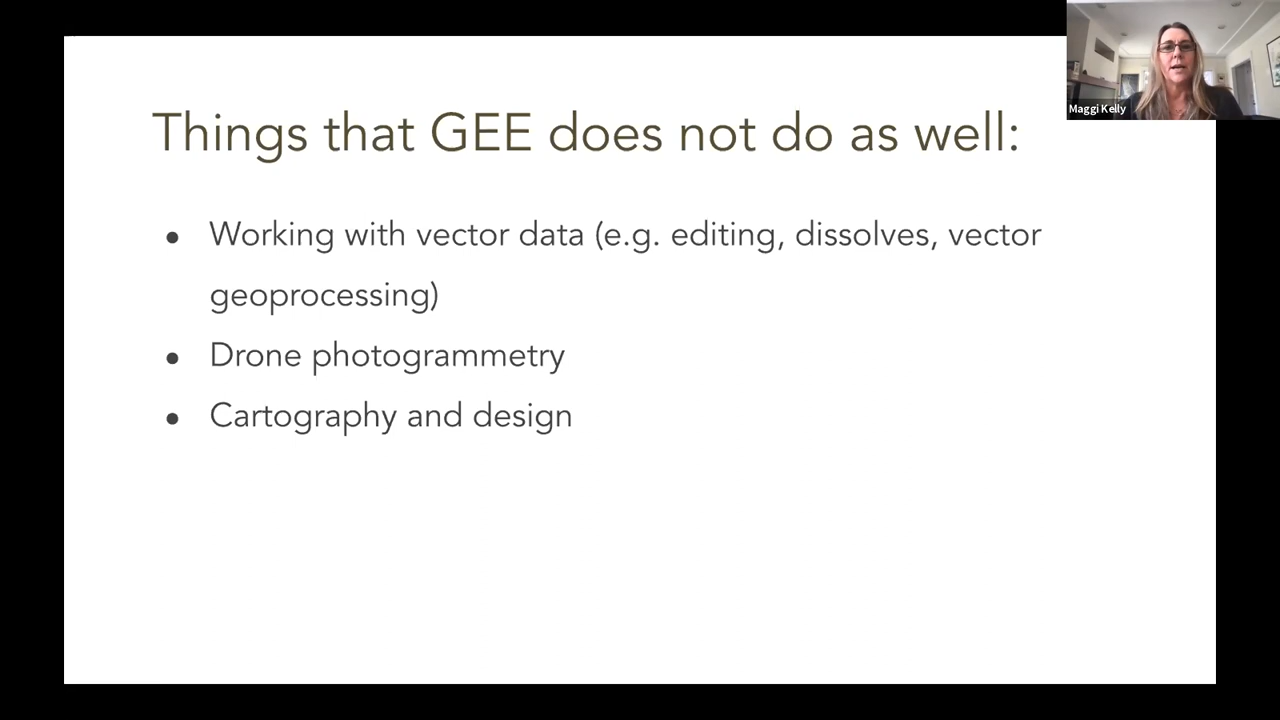 Things that GEE does not do as well:
● Working with vector data (e.g. editing, dissolves, vector
geoprocessing)
● Drone photogrammetry
● Cartography and design
Maggi Kelly